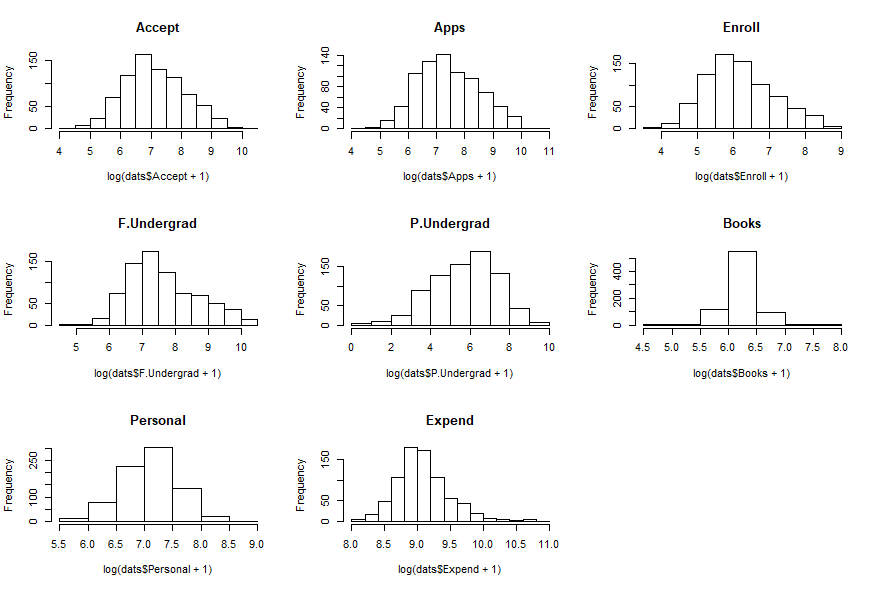 Accept
Frequency
0 50 150
4 5 6 7 8 9 10
log(dats$Accept + 1)
Apps
Frequency
0 40 80 140
4 5 6 7 8 9 10 11
log(dats$Apps + 1)
Enroll
Frequency
0 50 150
4 5 6 7 8 9
log(dats$Enroll + 1)
F.Undergrad
Frequency
0 50 150
5 6 7 8 9 10
log(dats$F.Undergrad + 1)
P.Undergrad
Frequency
0 50 150
0 2 4 6 8 10
log(dats$P.Undergrad + 1)
Books
Frequency
0 200 400
4.5 5.0 5.5 6.0 6.5 7.0 7.5 8.0
log(dats$Books + 1)
Personal
Frequency
0 100 250
5.5 6.0 6.5 7.0 7.5 8.0 8.5 9.0
log(dats$Personal + 1)
Expend
Frequency
0 50 150
8.0 8.5 9.0 9.5 10.0 10.5 11.0
log(dats$Expend + 1)